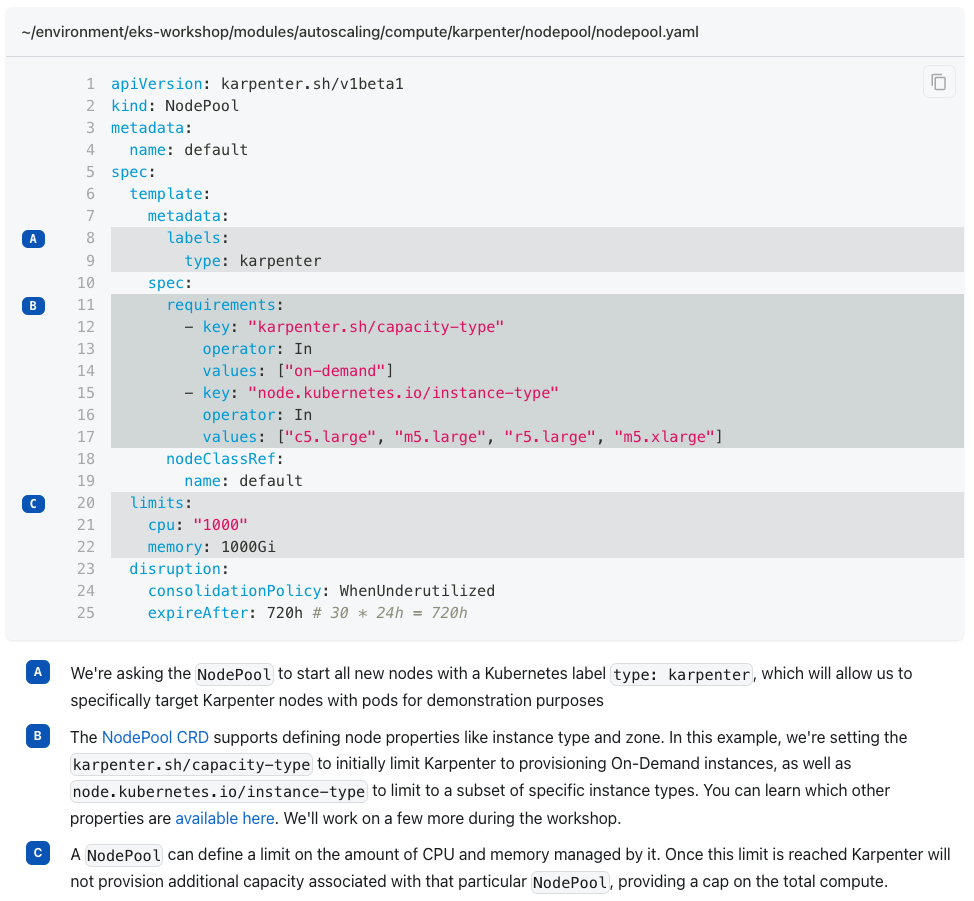 ~/environment/eks-workshop/modules/autoscaling/compute/karpenter/nodepool/nodepool.yaml
1 apiVersion: karpenter.sh/v1beta1
2 kind: NodePool
3 metadata:
4   name: default
5 spec:
6   template:
7     metadata:
A 8       labels:
9         type: karpenter
10     spec:
B 11       requirements:
12         - key: "karpenter.sh/capacity-type"
13           operator: In
14           values: ["on-demand"]
15         - key: "node.kubernetes.io/instance-type"
16           operator: In
17           values: ["c5.large", "m5.large", "r5.large", "m5.xlarge"]
18       nodeClassRef:
19         name: default
C 20   limits:
21     cpu: "1000"
22     memory: 1000Gi
23   disruption:
24     consolidationPolicy: WhenUnderutilized
25     expireAfter: 720h # 30 * 24h = 720h
A We're asking the NodePool to start all new nodes with a Kubernetes label type: karpenter, which will allow us to
specifically target Karpenter nodes with pods for demonstration purposes
B The NodePool CRD supports defining node properties like instance type and zone. In this example, we're setting the
karpenter.sh/capacity-type to initially limit Karpenter to provisioning On-Demand instances, as well as
node.kubernetes.io/instance-type to limit to a subset of specific instance types. You can learn which other
properties are available here. We'll work on a few more during the workshop.
C A NodePool can define a limit on the amount of CPU and memory managed by it. Once this limit is reached Karpenter will
not provision additional capacity associated with that particular NodePool, providing a cap on the total compute.